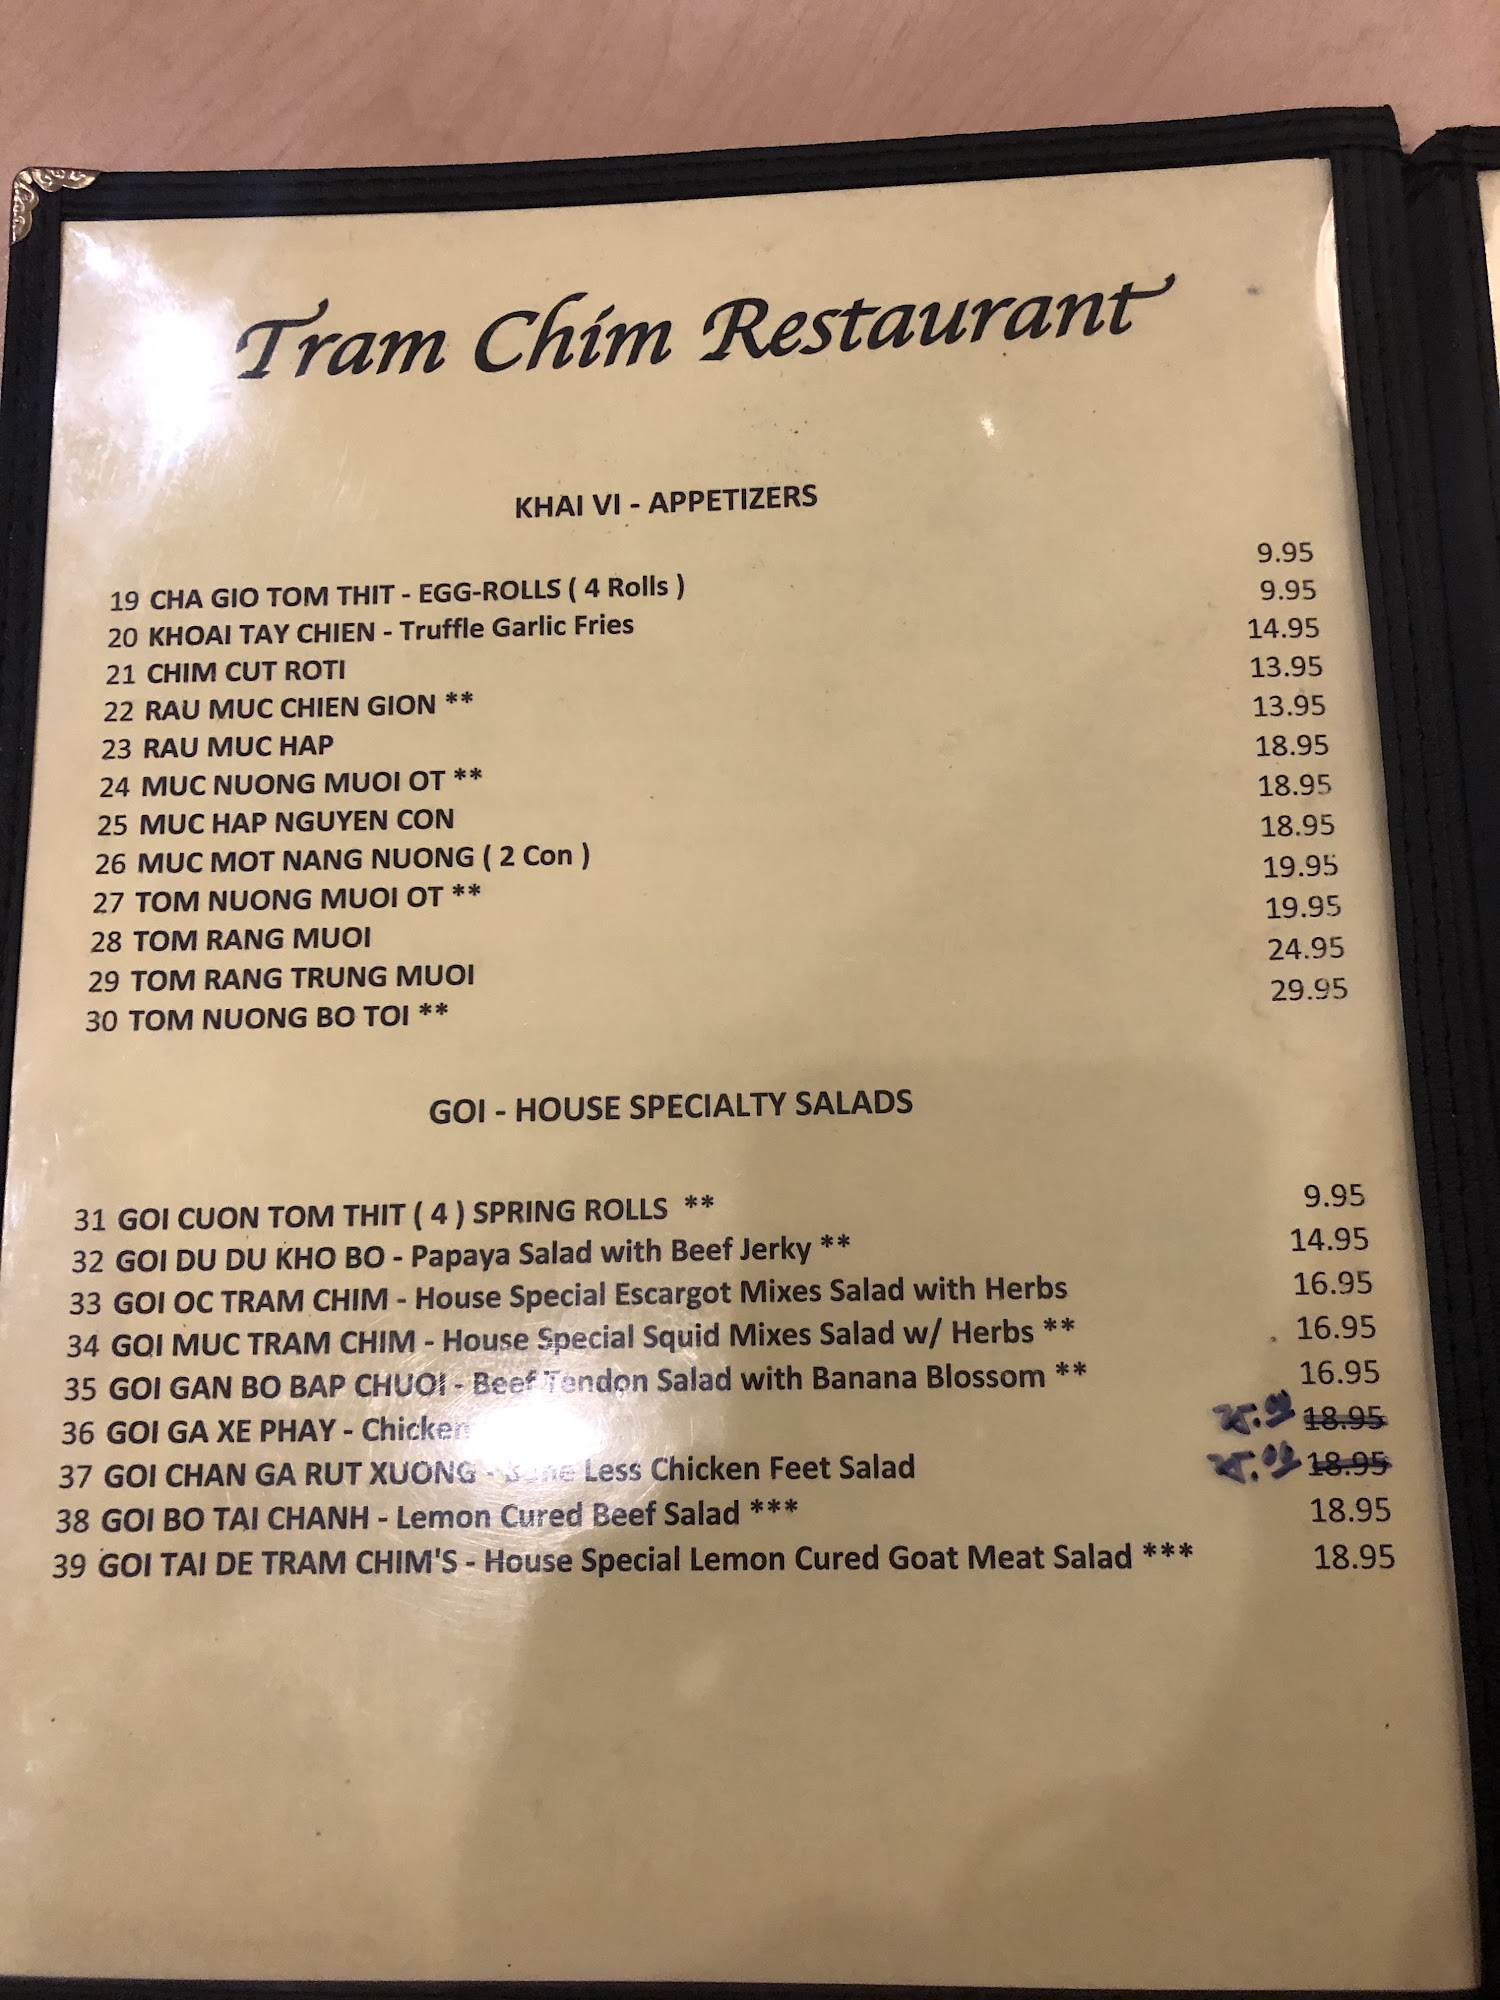 Tram Chim Restaurant
KHAI VI - APPETIZERS
19 CHA GIO TOM THIT - EGG-ROLLS ( 4 Rolls ) 9.95
20 KHOAI TAY CHIEN - Truffle Garlic Fries 9.95
21 CHIM CUT ROTI 14.95
22 RAU MUC CHIEN GION ** 13.95
23 RAU MUC HAP 13.95
24 MUC NUONG MUOI OT ** 18.95
25 MUC HAP NGUYEN CON 18.95
26 MUC MOT NANG NUONG ( 2 Con ) 18.95
27 TOM NUONG MUOI OT ** 19.95
28 TOM RANG MUOI 19.95
29 TOM RANG TRUNG MUOI 24.95
30 TOM NUONG BO TOI ** 29.95
GOI - HOUSE SPECIALTY SALADS
31 GOI CUON TOM THIT ( 4 ) SPRING ROLLS ** 9.95
32 GOI DU DU KHO BO - Papaya Salad with Beef Jerky ** 14.95
33 GOI OC TRAM CHIM - House Special Escargot Mixes Salad with Herbs 16.95
34 GOI MUC TRAM CHIM - House Special Squid Mixes Salad w/ Herbs ** 16.95
35 GOI GAN BO BAP CHUOI - Beef Tendon Salad with Banana Blossom ** 16.95
36 GOI GA XE PHAY - Chicken 18.95
37 GOI CHAN GA RUT XUONG - Bone Less Chicken Feet Salad 18.95
38 GOI BO TAI CHANH - Lemon Cured Beef Salad *** 18.95
39 GOI TAI DE TRAM CHIM'S - House Special Lemon Cured Goat Meat Salad *** 18.95